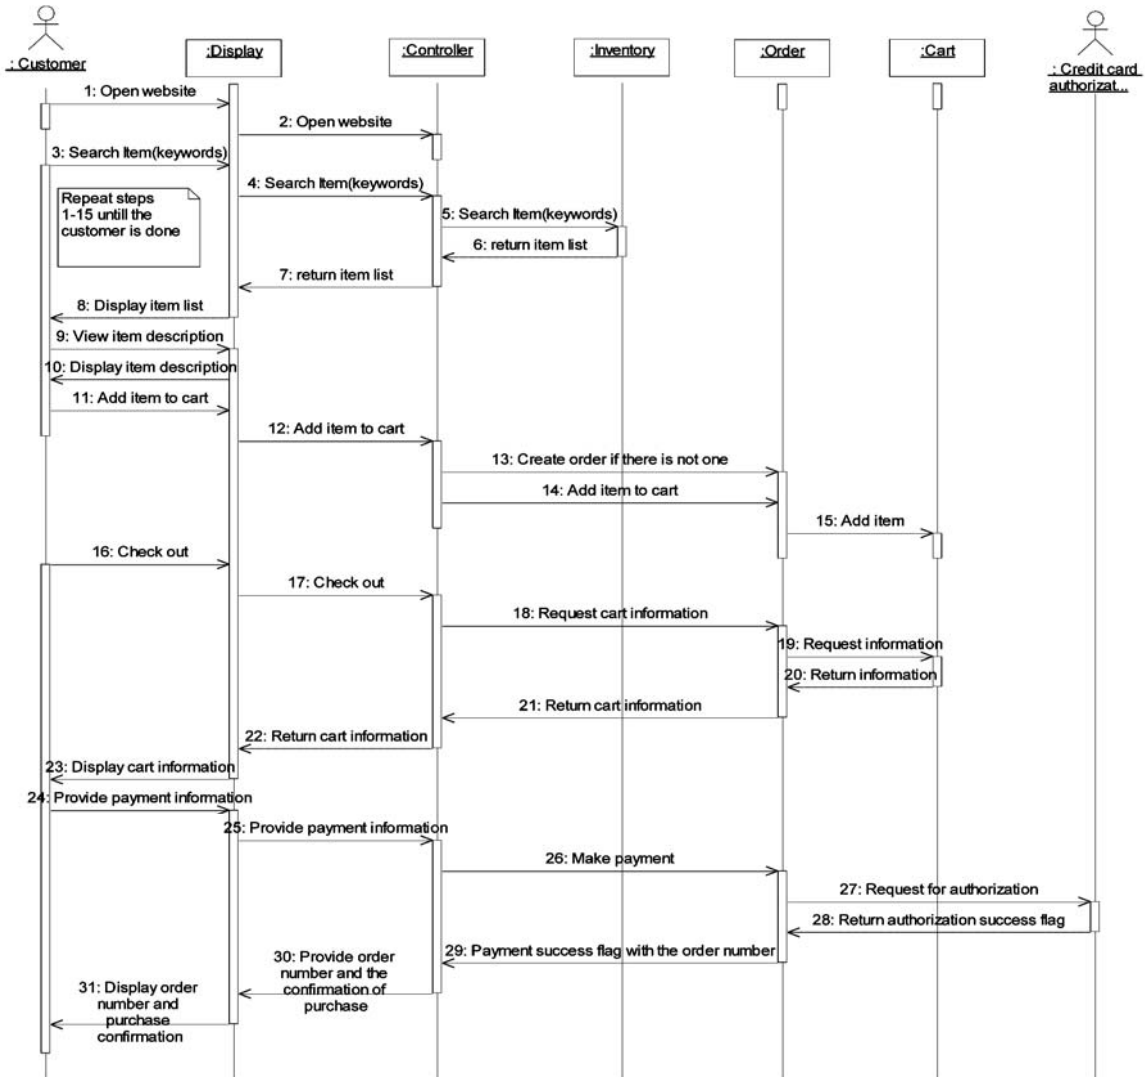 : Customer
:Display
:Controller
:Inventory
:Order
:Cart
: Credit card
authorizat...
1: Open website
2: Open website
3: Search Item(keywords)
4: Search Item(keywords)
Repeat steps
1-15 untill the
customer is done
5: Search Item(keywords)
6: return item list
7: return item list
8: Display item list
9: View item description
10: Display item description
11: Add item to cart
12: Add item to cart
13: Create order if there is not one
14: Add item to cart
15: Add item
16: Check out
17: Check out
18: Request cart information
19: Request information
20: Return information
21: Return cart information
22: Return cart information
23: Display cart information
24: Provide payment information
25: Provide payment information
26: Make payment
27: Request for authorization
28: Return authorization success flag
29: Payment success flag with the order number
30: Provide order
number and the
confirmation of
purchase
31: Display order
number and
purchase
confirmation